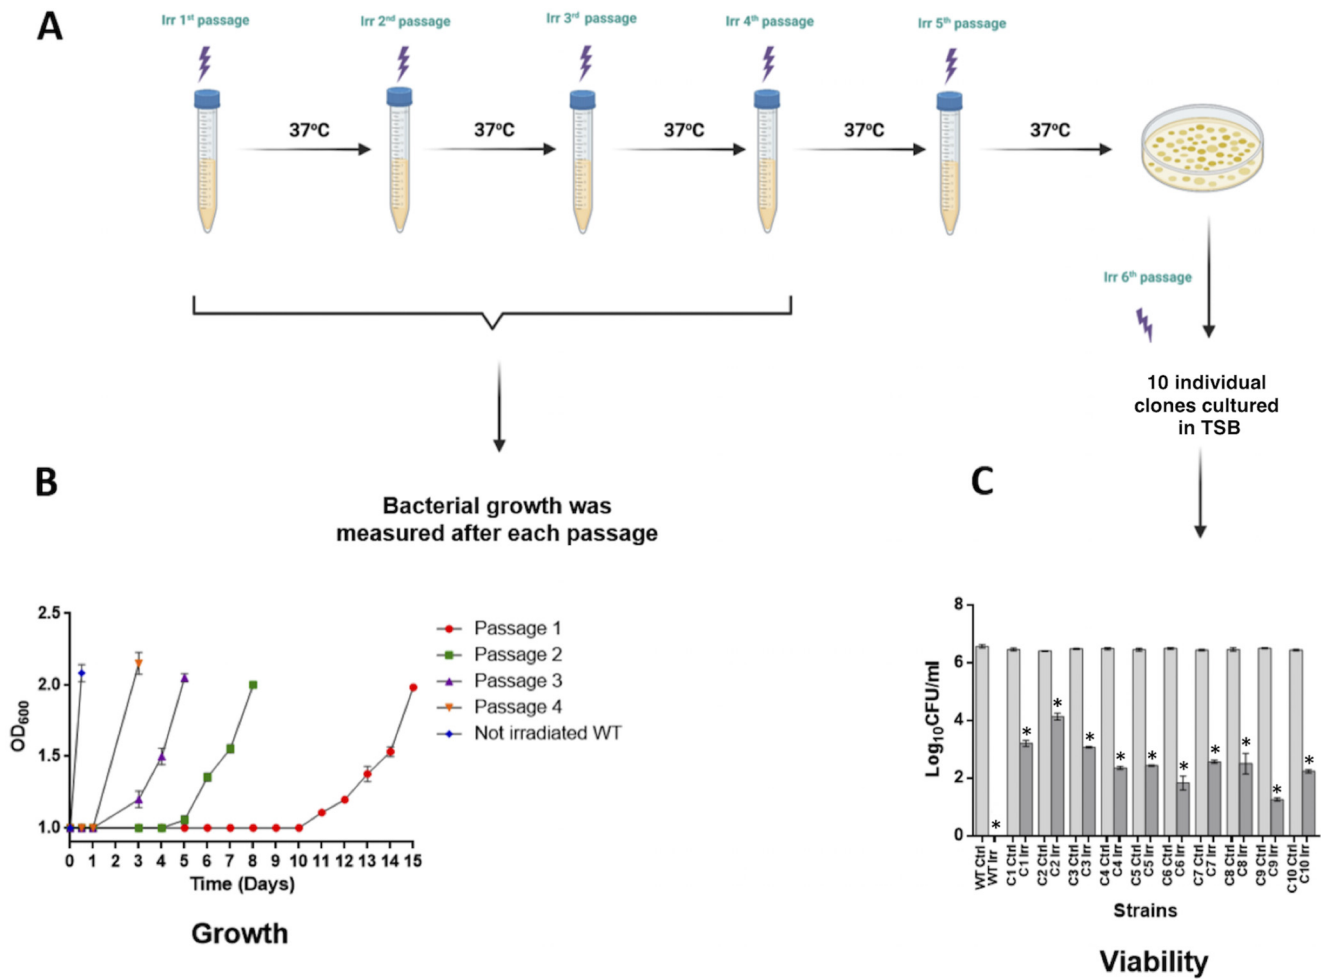 A
Irr 1st passage
Irr 2nd passage
Irr 3rd passage
Irr 4th passage
Irr 5th passage
37ºC
37ºC
37ºC
37ºC
37ºC
Irr 6th passage
10 individual
clones cultured
in TSB
B
Bacterial growth was
measured after each passage
2.5
2.0
1.5
1.0
OD600
0 1 2 3 4 5 6 7 8 9 10 11 12 13 14 15
Time (Days)
Passage 1
Passage 2
Passage 3
Passage 4
Not irradiated WT
Growth
C
8
6
4
2
0
Log10CFU/ml
*
*
*
*
*
*
*
*
*
*
*
WT Ctrl
WT Irr
C1 Ctrl
C1 Irr
C2 Ctrl
C2 Irr
C3 Ctrl
C3 Irr
C4 Ctrl
C4 Irr
C5 Ctrl
C5 Irr
C6 Ctrl
C6 Irr
C7 Ctrl
C7 Irr
C8 Ctrl
C8 Irr
C9 Ctrl
C9 Irr
C10 Ctrl
C10 Irr
Strains
Viability